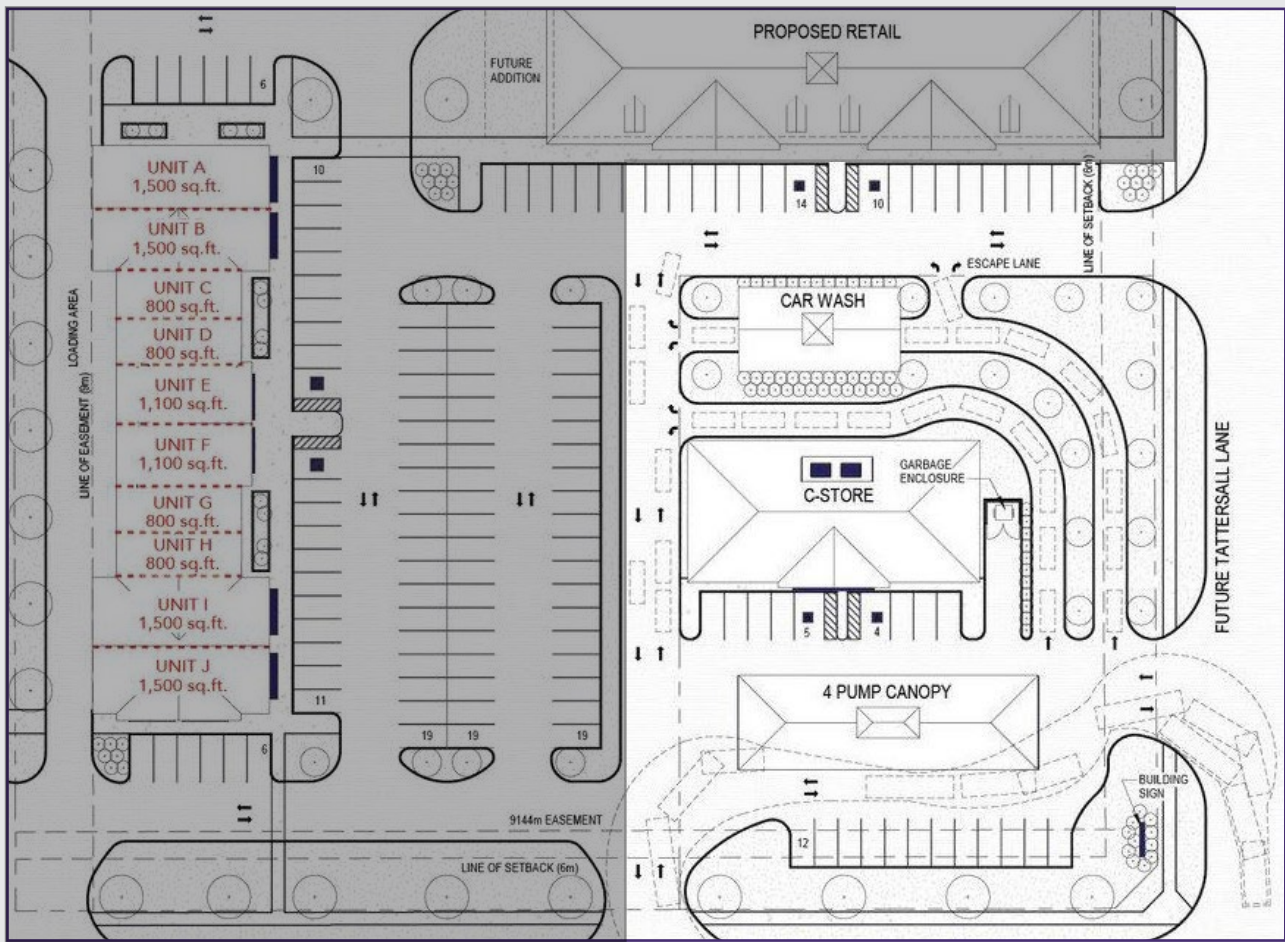 PROPOSED RETAIL
FUTURE
ADDITION
6
UNIT A
1,500 sq.ft.
10
14
10
UNIT B
1,500 sq.ft.
LINE OF SETBACK (6m)
ESCAPE LANE
UNIT C
800 sq.ft.
CAR WASH
LOADING AREA
UNIT D
800 sq.ft.
LINE OF EASEMENT (9m)
UNIT E
1,100 sq.ft.
UNIT F
1,100 sq.ft.
GARBAGE
ENCLOSURE
C-STORE
FUTURE TATTERSALL LANE
UNIT G
800 sq.ft.
UNIT H
800 sq.ft.
UNIT I
1,500 sq.ft.
5
4
UNIT J
1,500 sq.ft.
4 PUMP CANOPY
11
19
19
19
6
BUILDING
SIGN
9144m EASEMENT
12
LINE OF SETBACK (6m)